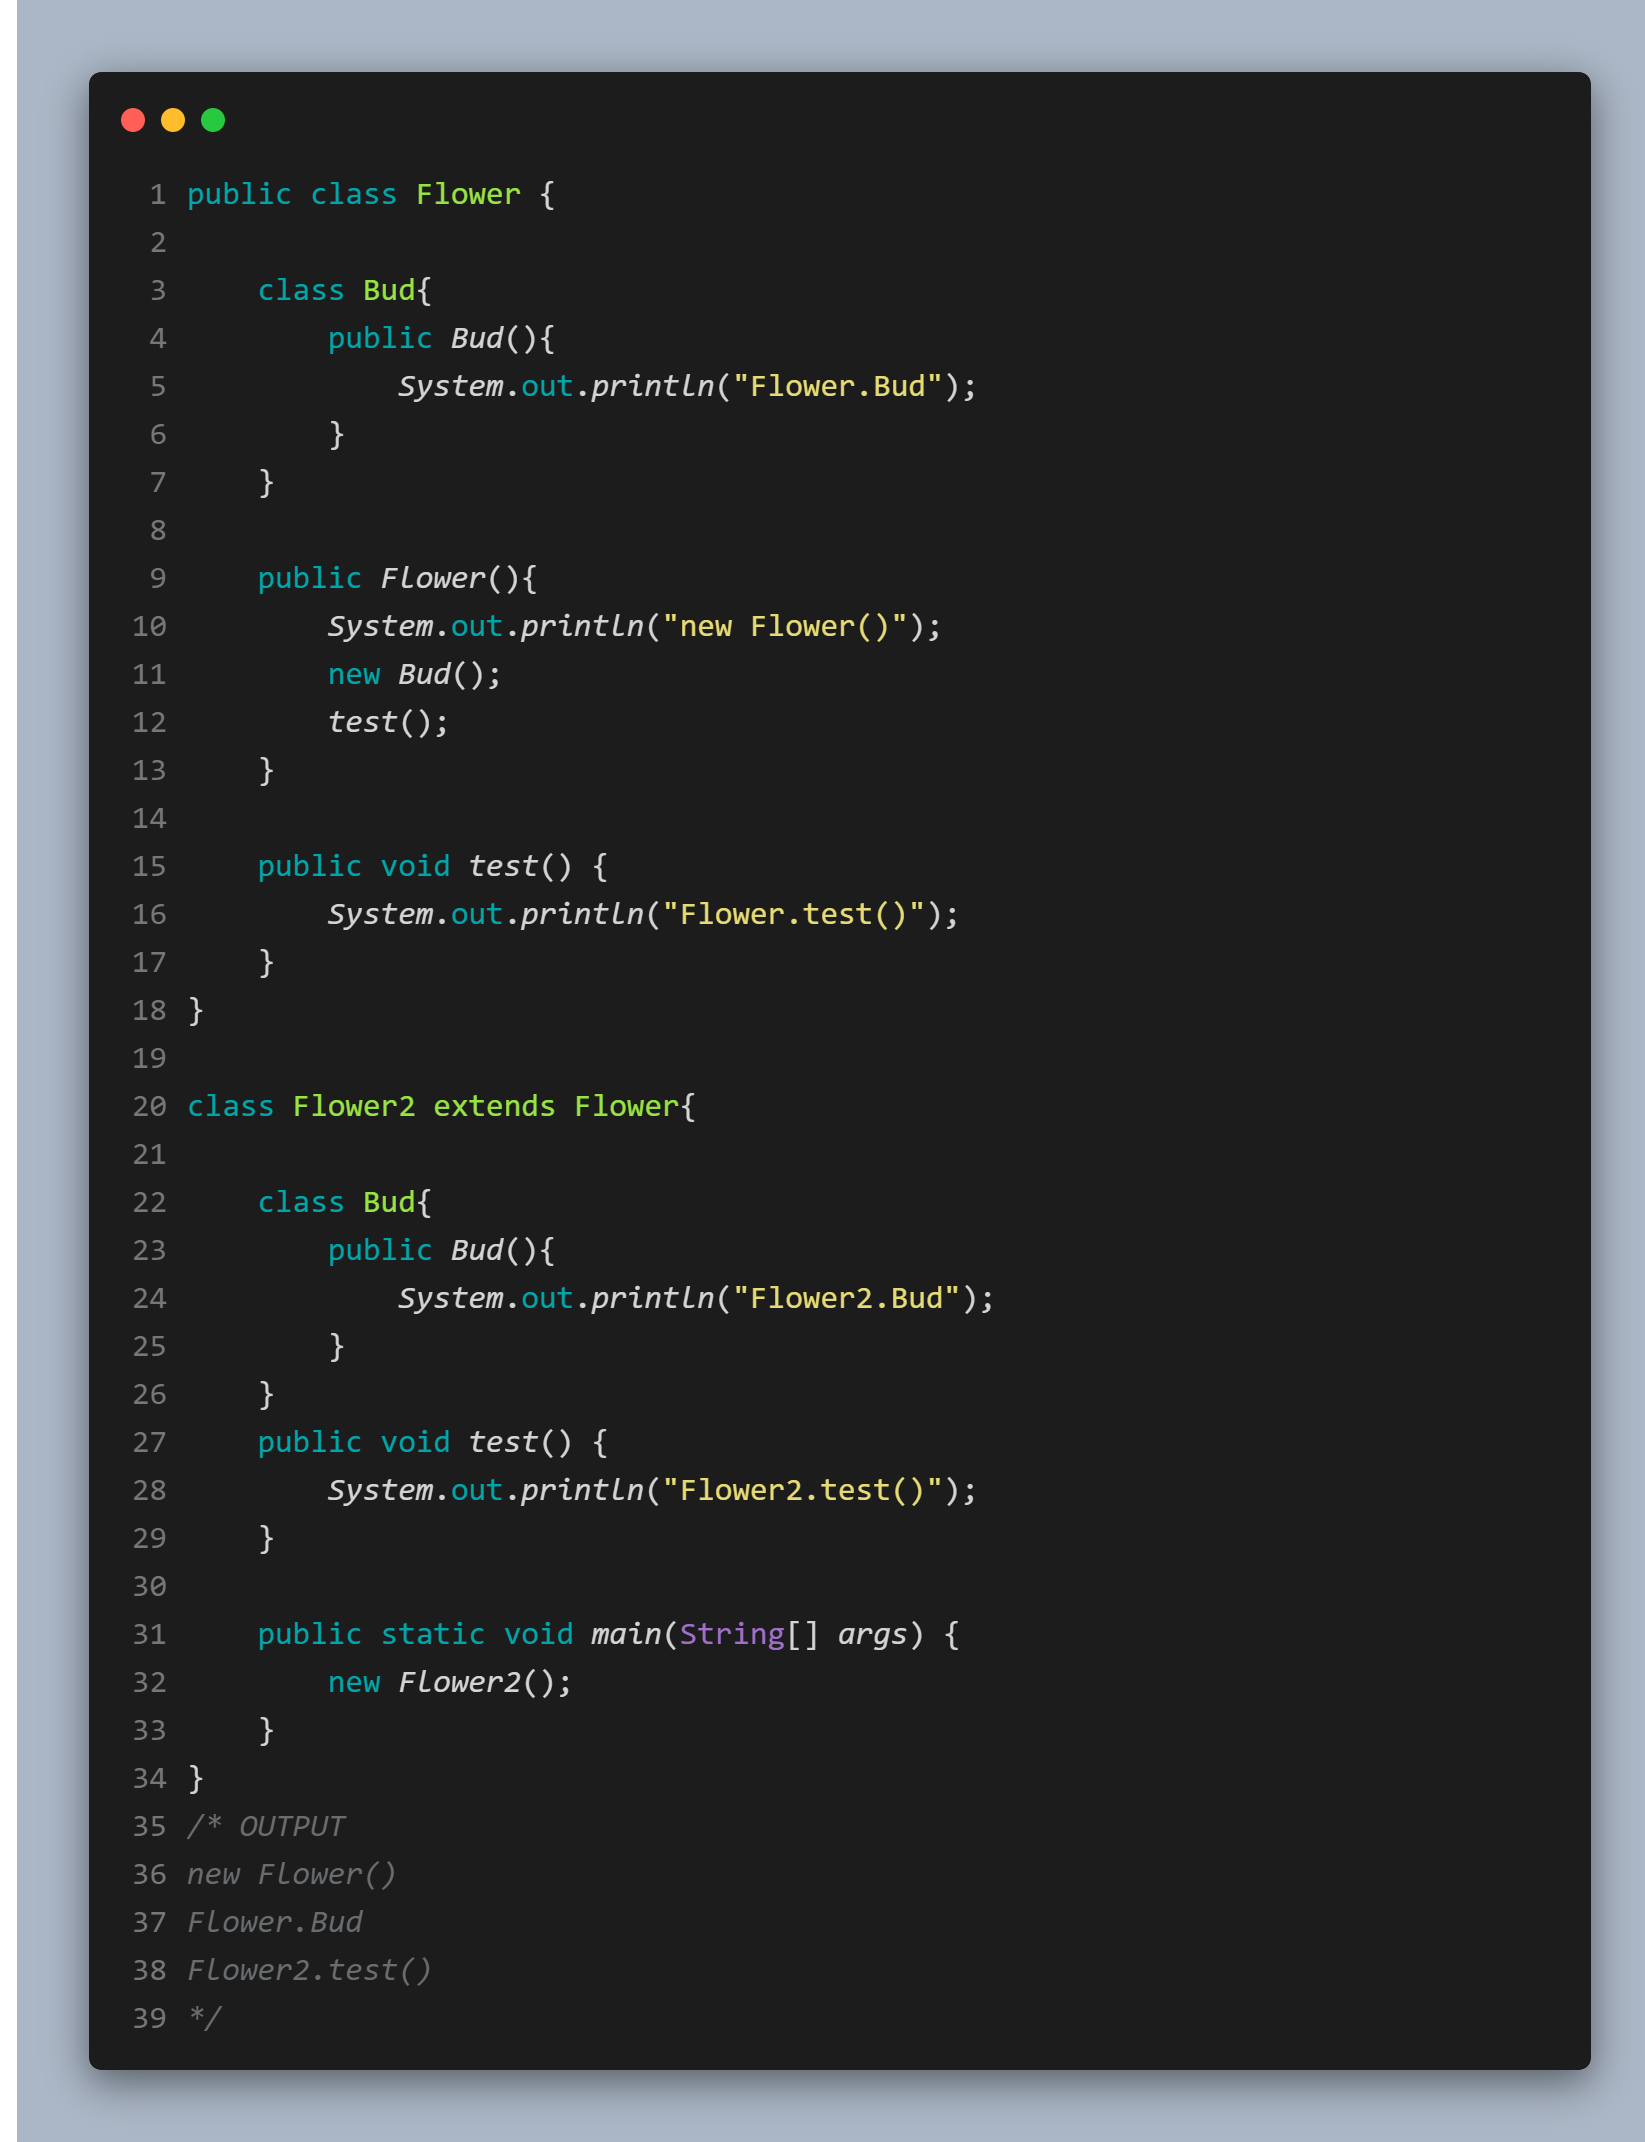 1 public class Flower {
2
3     class Bud{
4         public Bud(){
5             System.out.println("Flower.Bud");
6         }
7     }
8
9     public Flower(){
10         System.out.println("new Flower()");
11         new Bud();
12         test();
13     }
14
15     public void test() {
16         System.out.println("Flower.test()");
17     }
18 }
19
20 class Flower2 extends Flower{
21
22     class Bud{
23         public Bud(){
24             System.out.println("Flower2.Bud");
25         }
26     }
27     public void test() {
28         System.out.println("Flower2.test()");
29     }
30
31     public static void main(String[] args) {
32         new Flower2();
33     }
34 }
35 /* OUTPUT
36 new Flower()
37 Flower.Bud
38 Flower2.test()
39 */